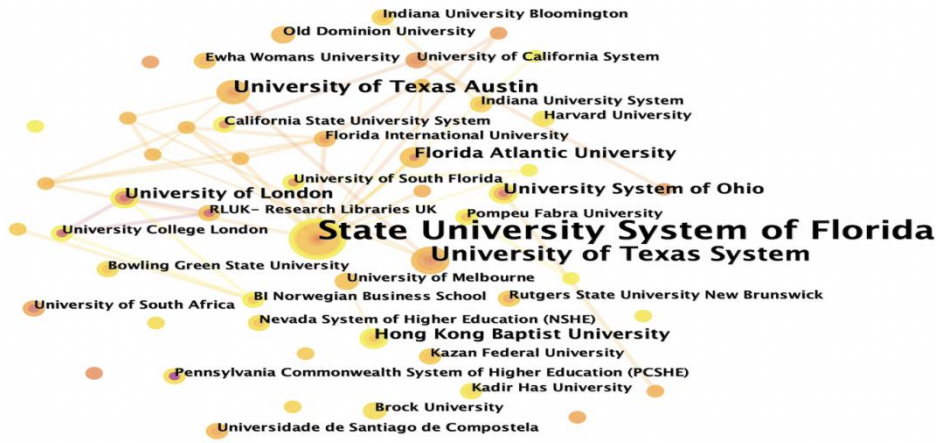 Indiana University Bloomington
Old Dominion University
Ewha Womans University
University of California System
University of Texas Austin
Indiana University System
Harvard University
California State University System
Florida International University
Florida Atlantic University
University of South Florida
University of London
University System of Ohio
RLUK- Research Libraries UK
Pompeu Fabra University
University College London
State University System of Florida
University of Texas System
Bowling Green State University
University of Melbourne
BI Norwegian Business School
Rutgers State University New Brunswick
University of South Africa
Nevada System of Higher Education (NSHE)
Hong Kong Baptist University
Kazan Federal University
Pennsylvania Commonwealth System of Higher Education (PCSHE)
Kadir Has University
Brock University
Universidade de Santiago de Compostela